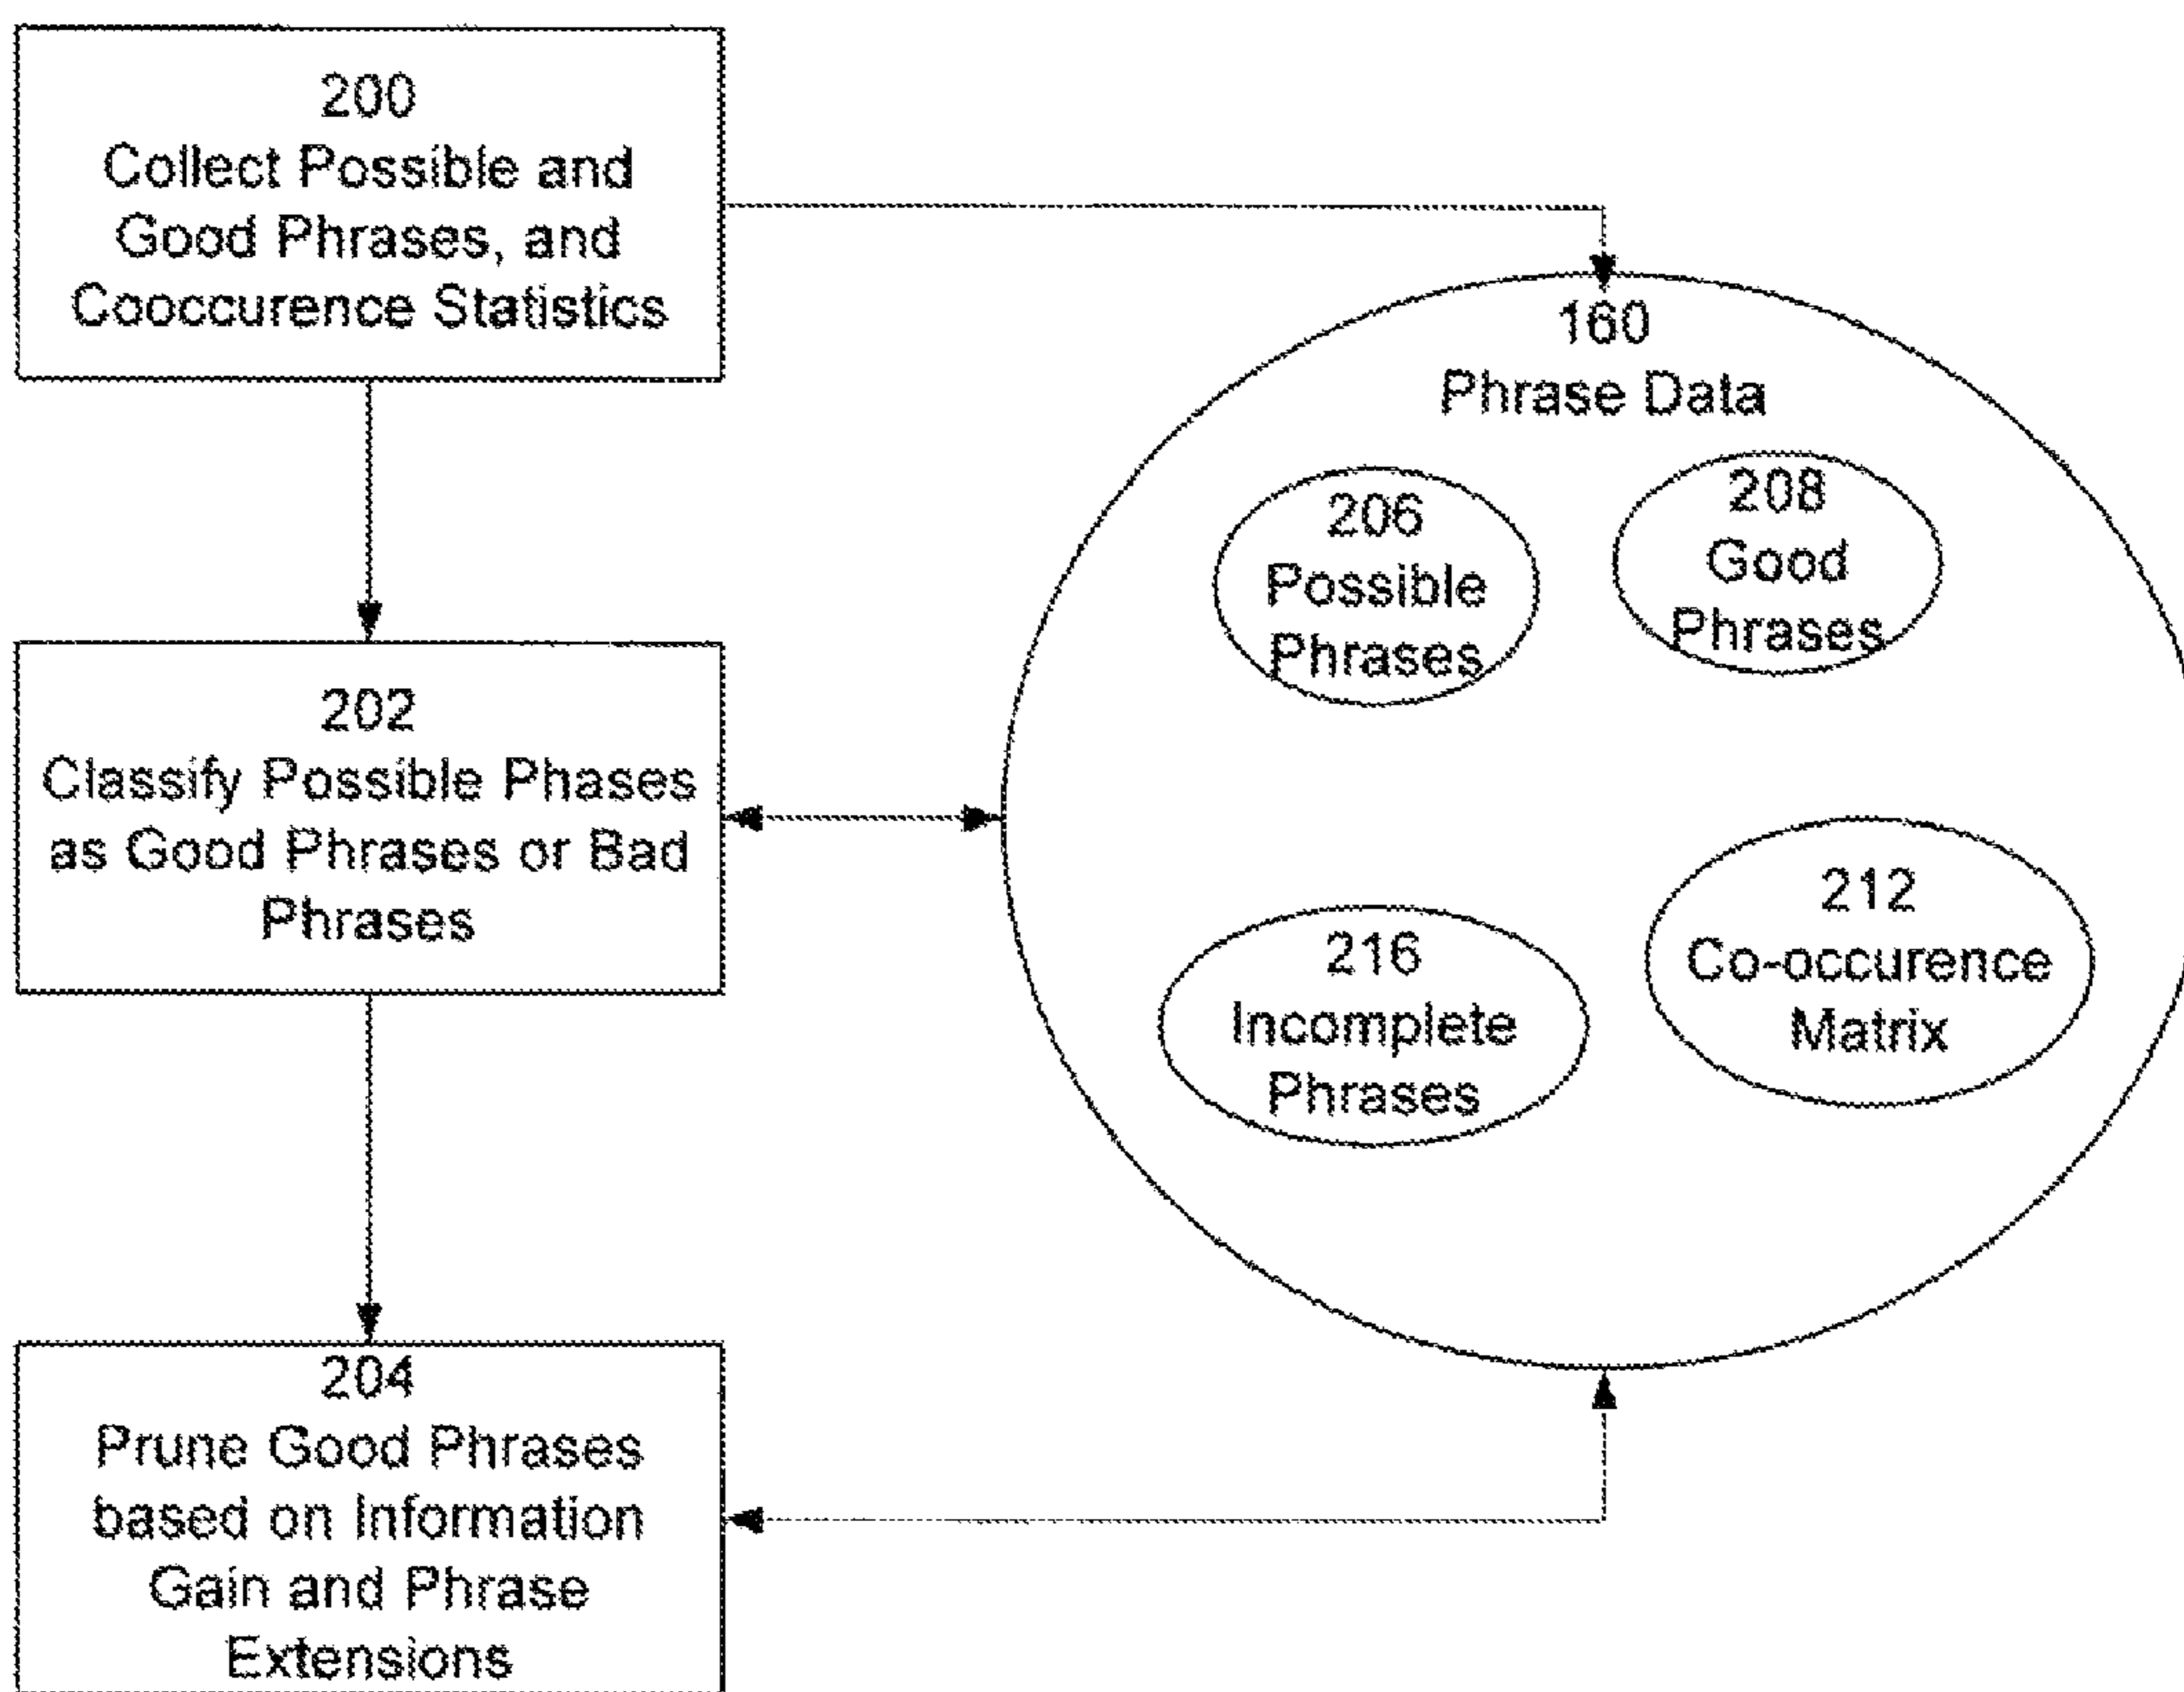 200
Collect Possible and
Good Phrases, and
Cooccurence Statistics
160
Phrase Data
206
Possible
Phrases
208
Good
Phrases
202
Classify Possible Phases
as Good Phrases or Bad
Phrases
216
Incomplete
Phrases
212
Co-occurence
Matrix
204
Prune Good Phrases
based on Information
Gain and Phrase
Extensions